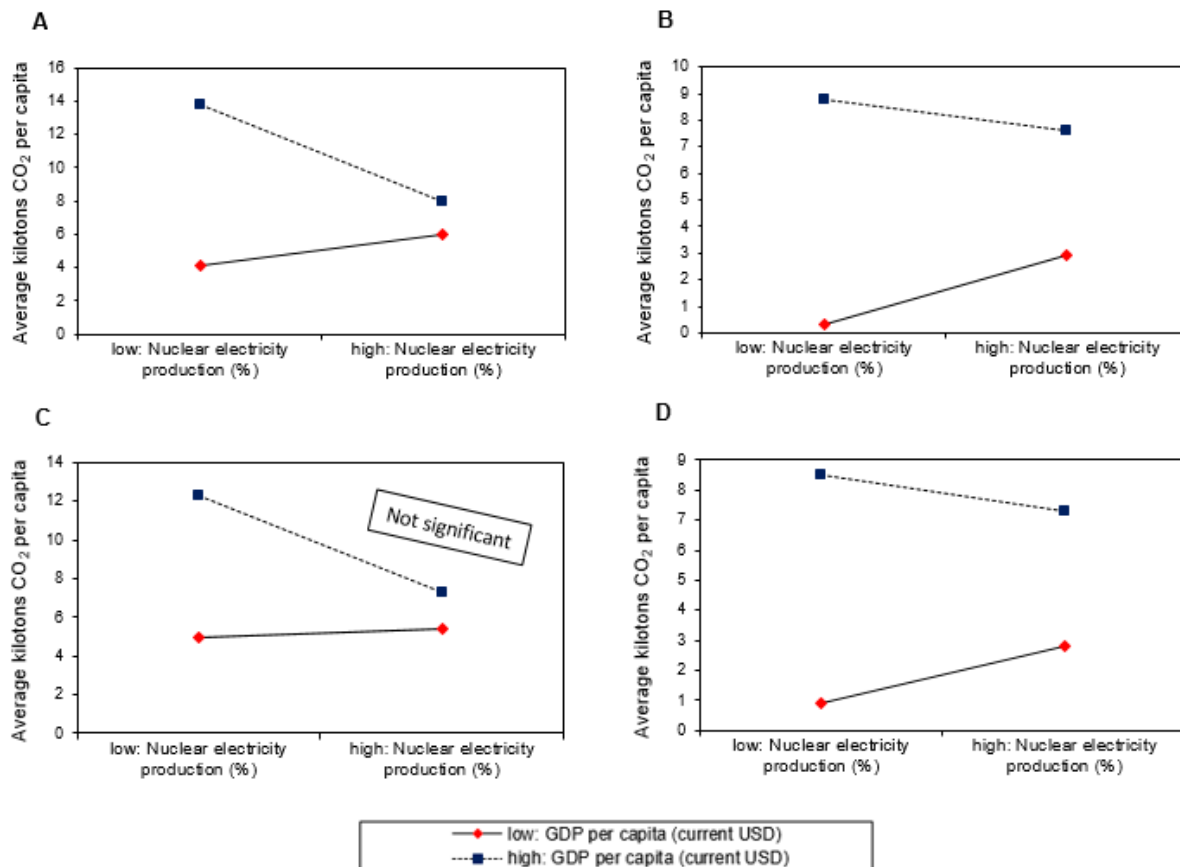 A
Average kilotons CO₂ per capita
16
14
12
10
8
6
4
2
0
low: Nuclear electricity
production (%)
high: Nuclear electricity
production (%)
B
Average kilotons CO₂ per capita
10
9
8
7
6
5
4
3
2
1
0
low: Nuclear electricity
production (%)
high: Nuclear electricity
production (%)
C
Average kilotons CO₂ per capita
14
12
10
8
6
4
2
0
Not significant
low: Nuclear electricity
production (%)
high: Nuclear electricity
production (%)
D
Average kilotons CO₂ per capita
9
8
7
6
5
4
3
2
1
0
low: Nuclear electricity
production (%)
high: Nuclear electricity
production (%)
low: GDP per capita (current USD)
high: GDP per capita (current USD)